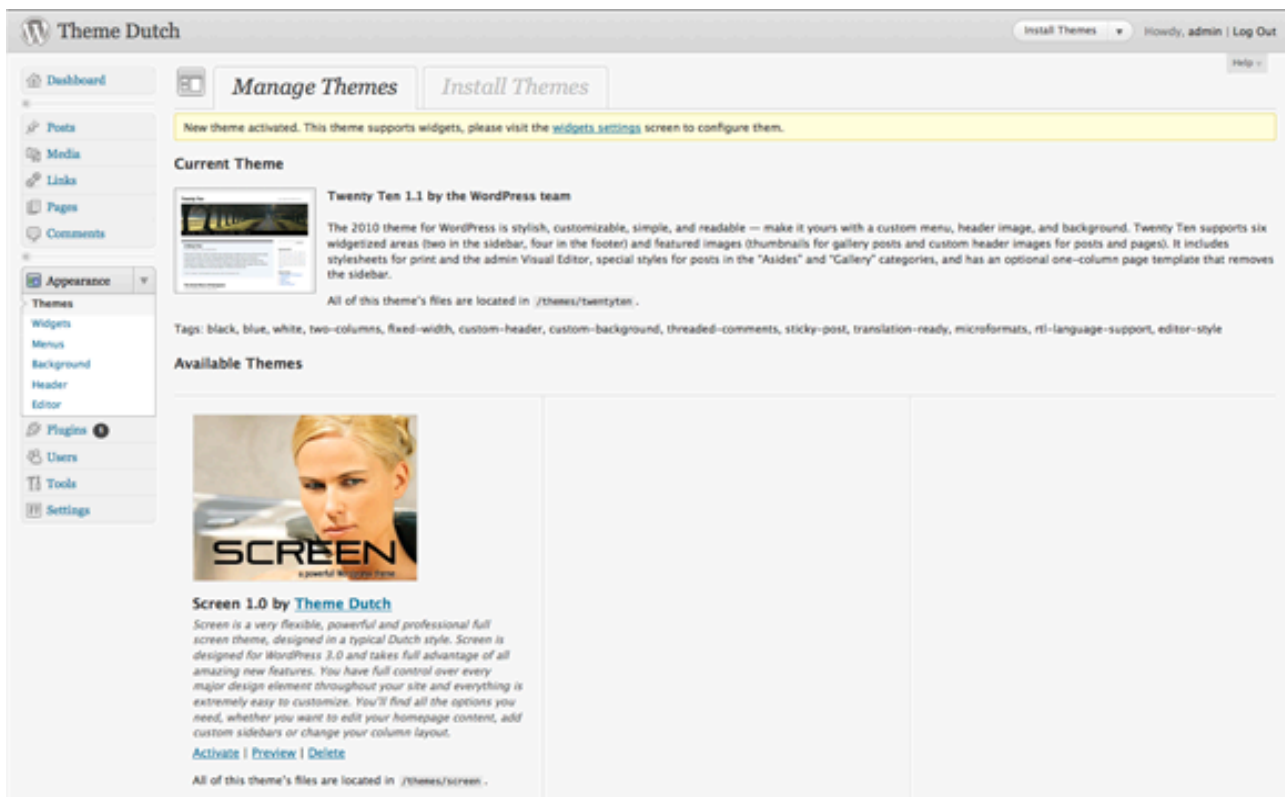 Theme Dutch
Install Themes
Howdy, admin | Log Out
Help
Dashboard
Manage Themes
Install Themes
Posts
Media
Links
Pages
Comments
Appearance
Themes
Widgets
Menus
Background
Header
Editor
Plugins
Users
Tools
Settings
New theme activated. This theme supports widgets, please visit the widgets settings screen to configure them.
Current Theme
Twenty Ten 1.1 by the WordPress team
The 2010 theme for WordPress is stylish, customizable, simple, and readable — make it yours with a custom menu, header image, and background. Twenty Ten supports six
widgetized areas (two in the sidebar, four in the footer) and featured images (thumbnails for gallery posts and custom header images for posts and pages). It includes
stylesheets for print and the admin Visual Editor, special styles for posts in the "Asides" and "Gallery" categories, and has an optional one-column page template that removes
the sidebar.
All of this theme's files are located in /themes/twentyten .
Tags: black, blue, white, two-columns, fixed-width, custom-header, custom-background, threaded-comments, sticky-post, translation-ready, microformats, rtl-language-support, editor-style
Available Themes
SCREEN
a powerful WordPress theme
Screen 1.0 by Theme Dutch
Screen is a very flexible, powerful and professional full
screen theme, designed in a typical Dutch style. Screen is
designed for WordPress 3.0 and takes full advantage of all
amazing new features. You have full control over every
major design element throughout your site and everything is
extremely easy to customize. You'll find all the options you
need, whether you want to edit your homepage content, add
custom sidebars or change your column layout.
Activate | Preview | Delete
All of this theme's files are located in /themes/screen .